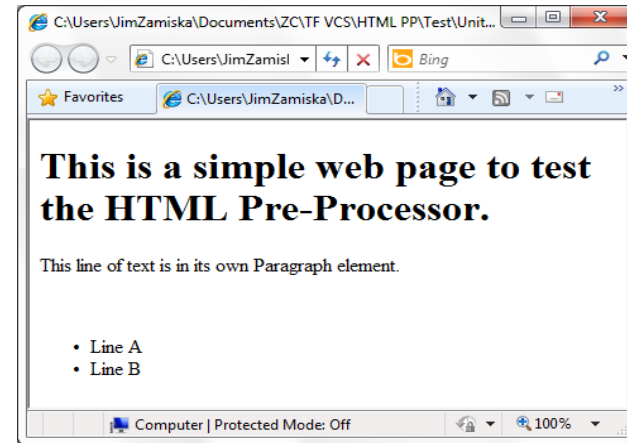 C:\Users\JimZamiska\Documents\ZC\TF VCS\HTML PP\Test\Unit...
C:\Users\JimZamisl
Bing
Favorites
C:\Users\JimZamiska\D...
This is a simple web page to test
the HTML Pre-Processor.
This line of text is in its own Paragraph element.
• Line A
• Line B
Computer | Protected Mode: Off
100%